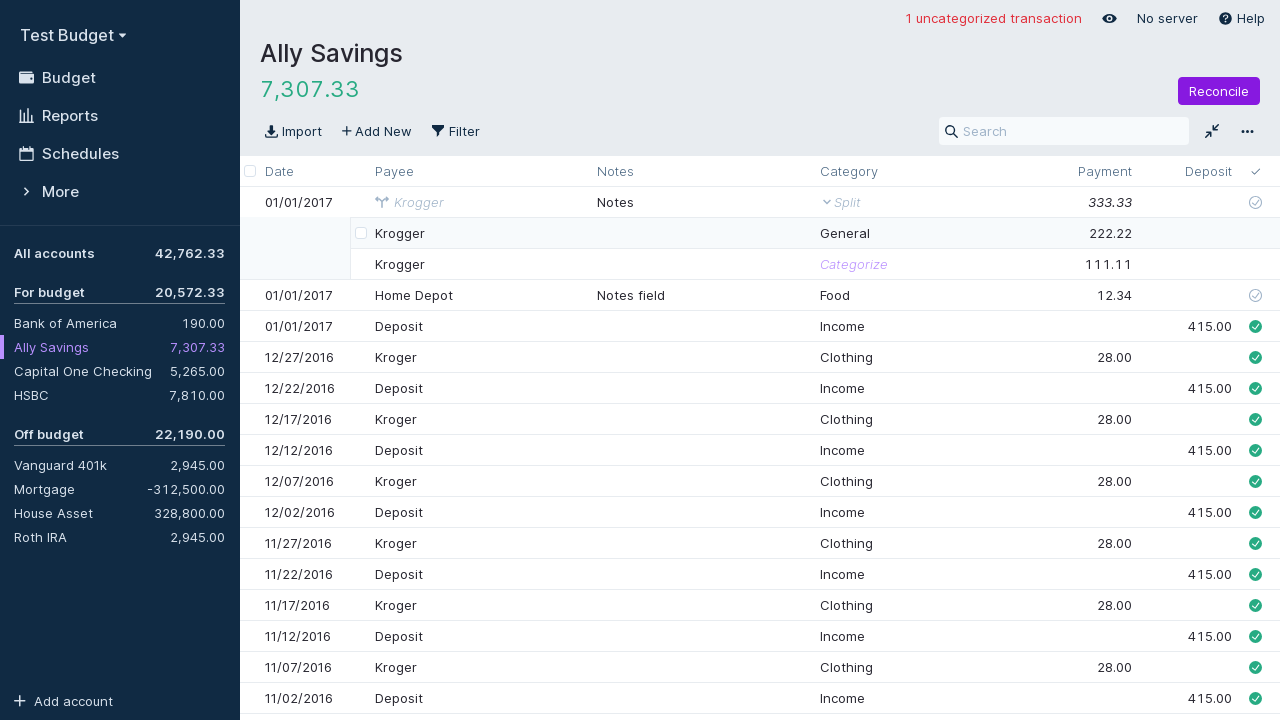 Test Budget
Budget
Reports
Schedules
More
All accounts 42,762.33
For budget 20,572.33
Bank of America 190.00
Ally Savings 7,307.33
Capital One Checking 5,265.00
HSBC 7,810.00
Off budget 22,190.00
Vanguard 401k 2,945.00
Mortgage -312,500.00
House Asset 328,800.00
Roth IRA 2,945.00
Add account
1 uncategorized transaction No server Help
Ally Savings
7,307.33
Reconcile
Import Add New Filter Search
Date Payee Notes Category Payment Deposit
01/01/2017 Krogger Notes Split 333.33
Krogger General 222.22
Krogger Categorize 111.11
01/01/2017 Home Depot Notes field Food 12.34
01/01/2017 Deposit Income 415.00
12/27/2016 Kroger Clothing 28.00
12/22/2016 Deposit Income 415.00
12/17/2016 Kroger Clothing 28.00
12/12/2016 Deposit Income 415.00
12/07/2016 Kroger Clothing 28.00
12/02/2016 Deposit Income 415.00
11/27/2016 Kroger Clothing 28.00
11/22/2016 Deposit Income 415.00
11/17/2016 Kroger Clothing 28.00
11/12/2016 Deposit Income 415.00
11/07/2016 Kroger Clothing 28.00
11/02/2016 Deposit Income 415.00